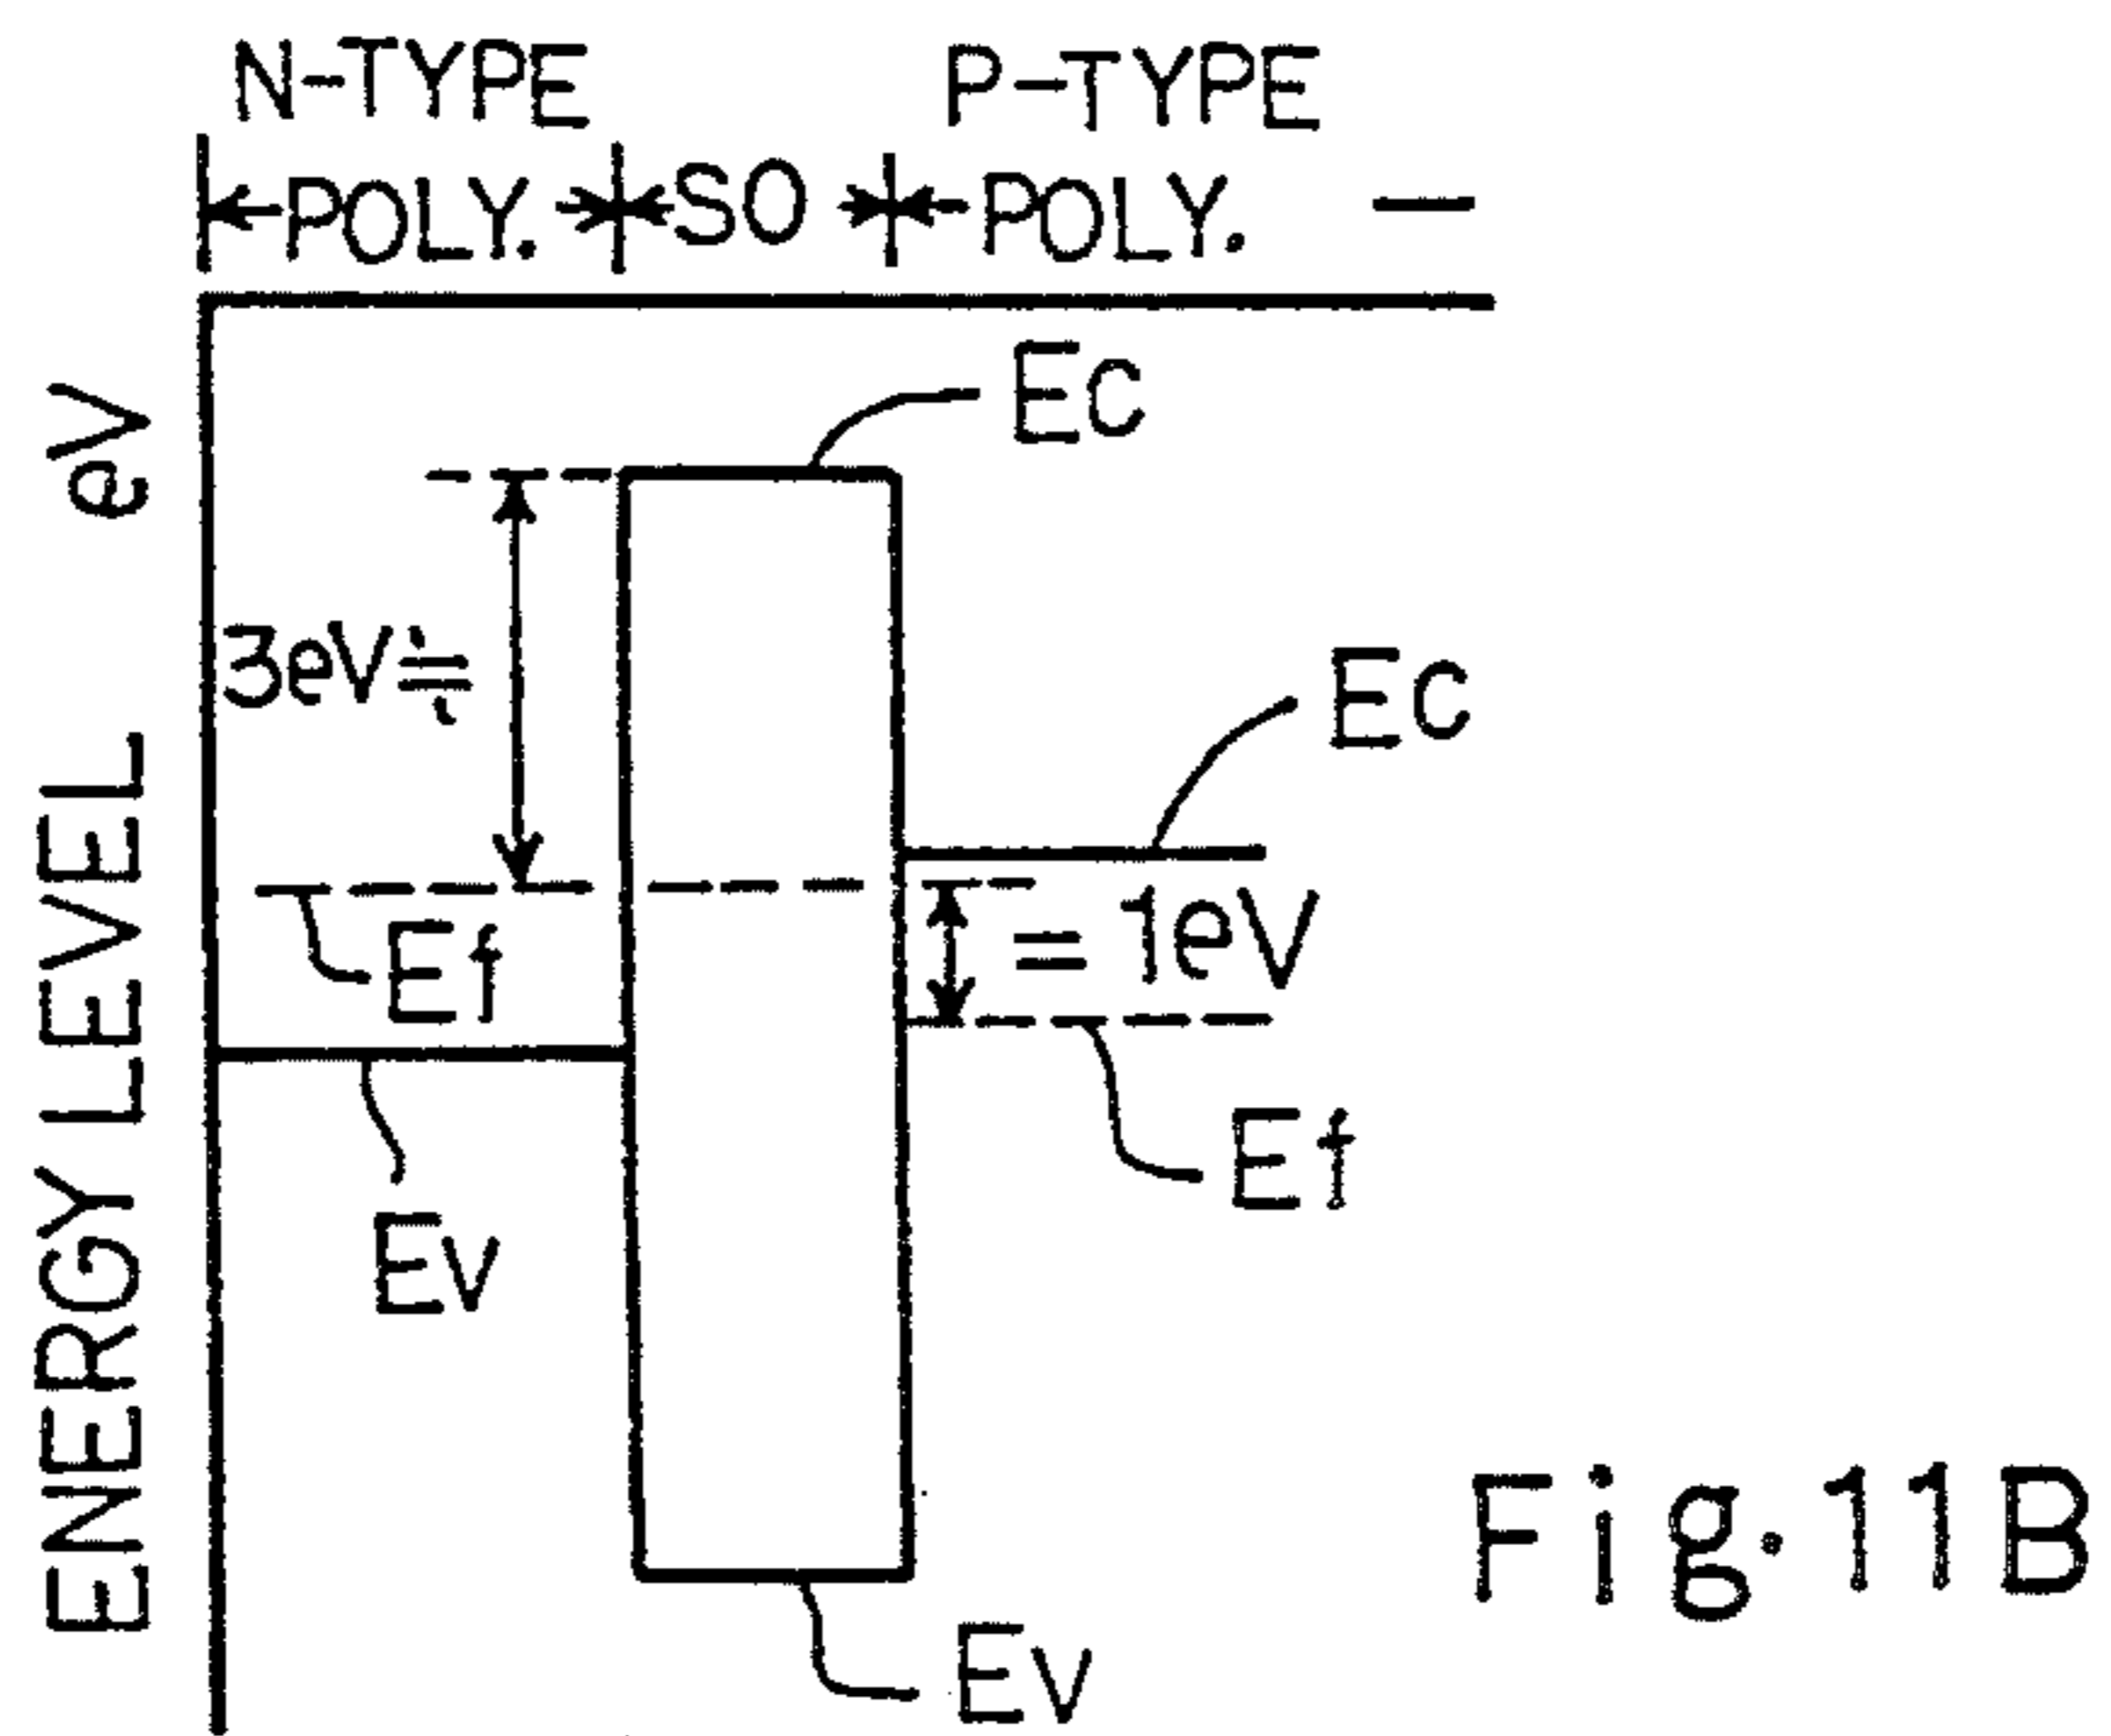 N-TYPE
P-TYPE
POLY.
SO
POLY.
ENERGY LEVEL eV
EC
3eV≒
EC
Ef
= 1eV
Ef
EV
EV
Fig. 11B